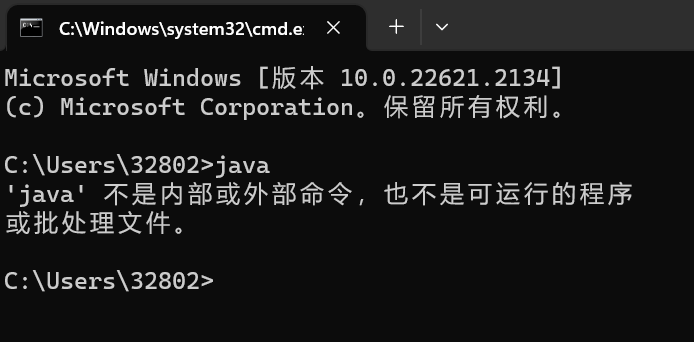 C:\Windows\system32\cmd.e
Microsoft Windows [版本 10.0.22621.2134]
(c) Microsoft Corporation。保留所有权利。
C:\Users\32802>java
'java' 不是内部或外部命令，也不是可运行的程序
或批处理文件。
C:\Users\32802>